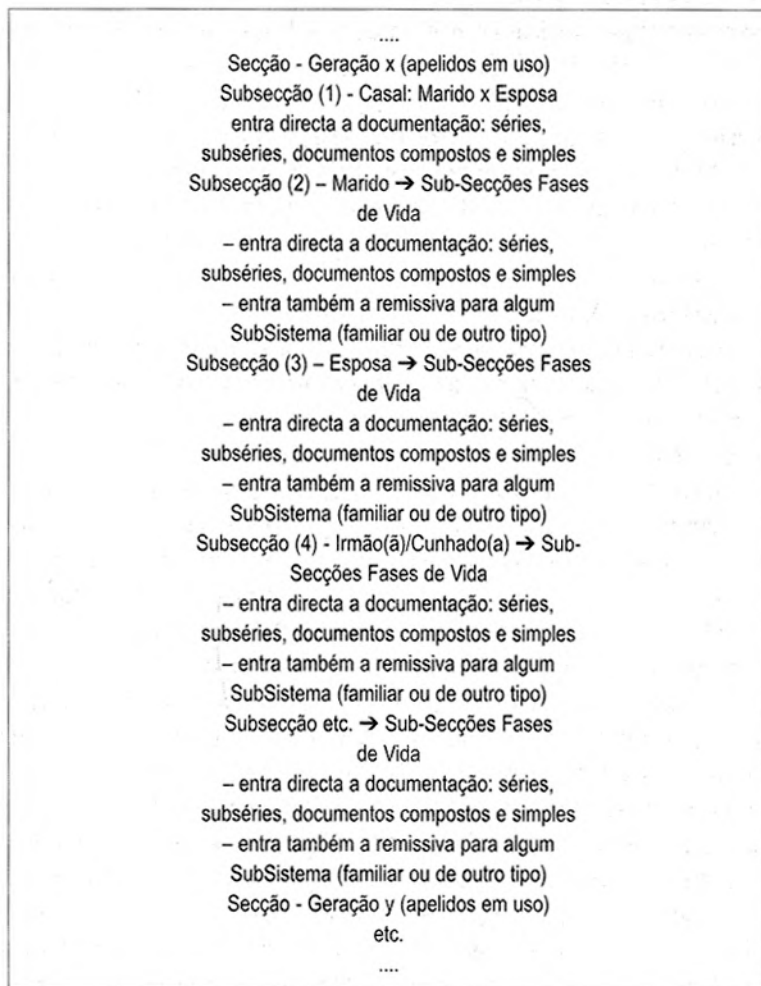 ....
Secção - Geração x (apelidos em uso)
Subsecção (1) - Casal: Marido x Esposa
entra directa a documentação: séries,
subséries, documentos compostos e simples
Subsecção (2) – Marido ➔ Sub-Secções Fases
de Vida
– entra directa a documentação: séries,
subséries, documentos compostos e simples
– entra também a remissiva para algum
SubSistema (familiar ou de outro tipo)
Subsecção (3) – Esposa ➔ Sub-Secções Fases
de Vida
– entra directa a documentação: séries,
subséries, documentos compostos e simples
– entra também a remissiva para algum
SubSistema (familiar ou de outro tipo)
Subsecção (4) - Irmão(ã)/Cunhado(a) ➔ Sub-
Secções Fases de Vida
– entra directa a documentação: séries,
subséries, documentos compostos e simples
– entra também a remissiva para algum
SubSistema (familiar ou de outro tipo)
Subsecção etc. ➔ Sub-Secções Fases
de Vida
– entra directa a documentação: séries,
subséries, documentos compostos e simples
– entra também a remissiva para algum
SubSistema (familiar ou de outro tipo)
Secção - Geração y (apelidos em uso)
etc.
....